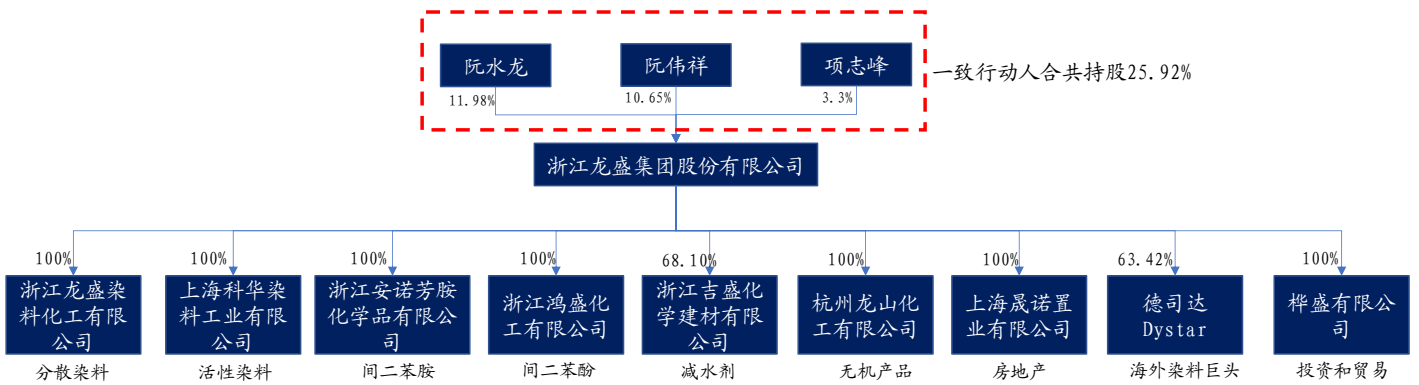 阮水龙
阮伟祥
项志峰
一致行动人合共持股25.92%
11.98%
10.65%
3.3%
浙江龙盛集团股份有限公司
100%
100%
100%
100%
68.10%
100%
100%
63.42%
100%
浙江龙盛染
料化工有限
公司
上海科华染
料工业有限
公司
浙江安诺芳胺
化学品有限公
司
浙江鸿盛化
工有限公司
浙江吉盛化
学建材有限
公司
杭州龙山化
工有限公司
上海晟诺置
业有限公司
德司达
Dystar
桦盛有限公
司
分散染料
活性染料
间二苯胺
间二苯酚
减水剂
无机产品
房地产
海外染料巨头
投资和贸易